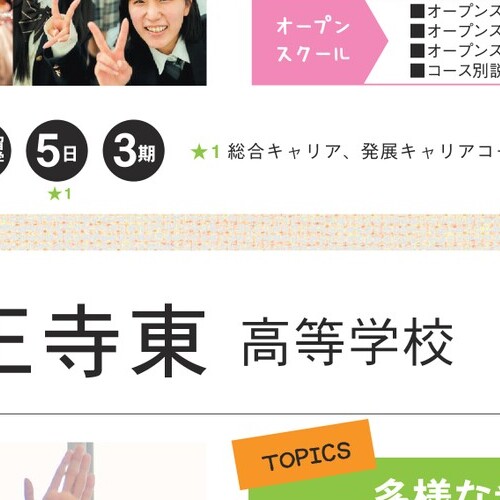 オープン
スクール
■オープンス
■オープンス
■オープンス
■コース別説
5日
3期
★1
★1 総合キャリア、発展キャリアコー
王寺東 高等学校
TOPICS
多様な